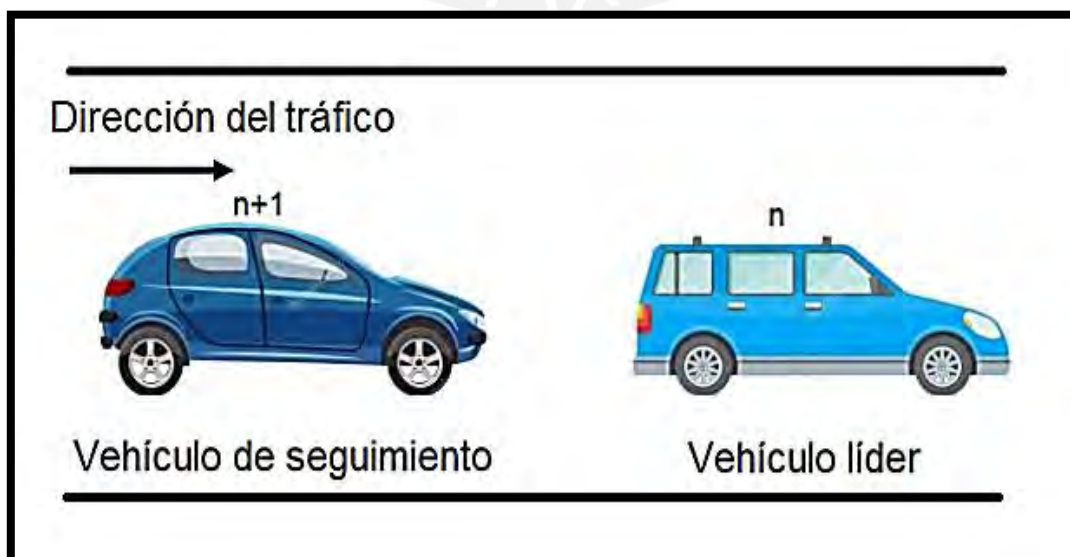 Dirección del tráfico
n+1
n
Vehículo de seguimiento
Vehículo líder